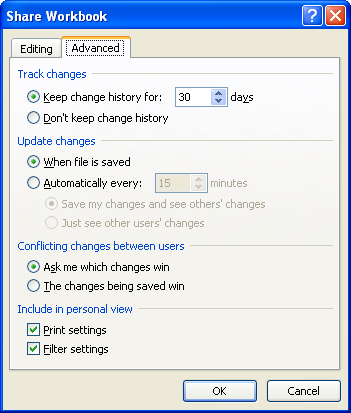 Share Workbook
Editing Advanced
Track changes
Keep change history for: 30 days
Don't keep change history
Update changes
When file is saved
Automatically every: 15 minutes
Save my changes and see others' changes
Just see other users' changes
Conflicting changes between users
Ask me which changes win
The changes being saved win
Include in personal view
Print settings
Filter settings
OK Cancel